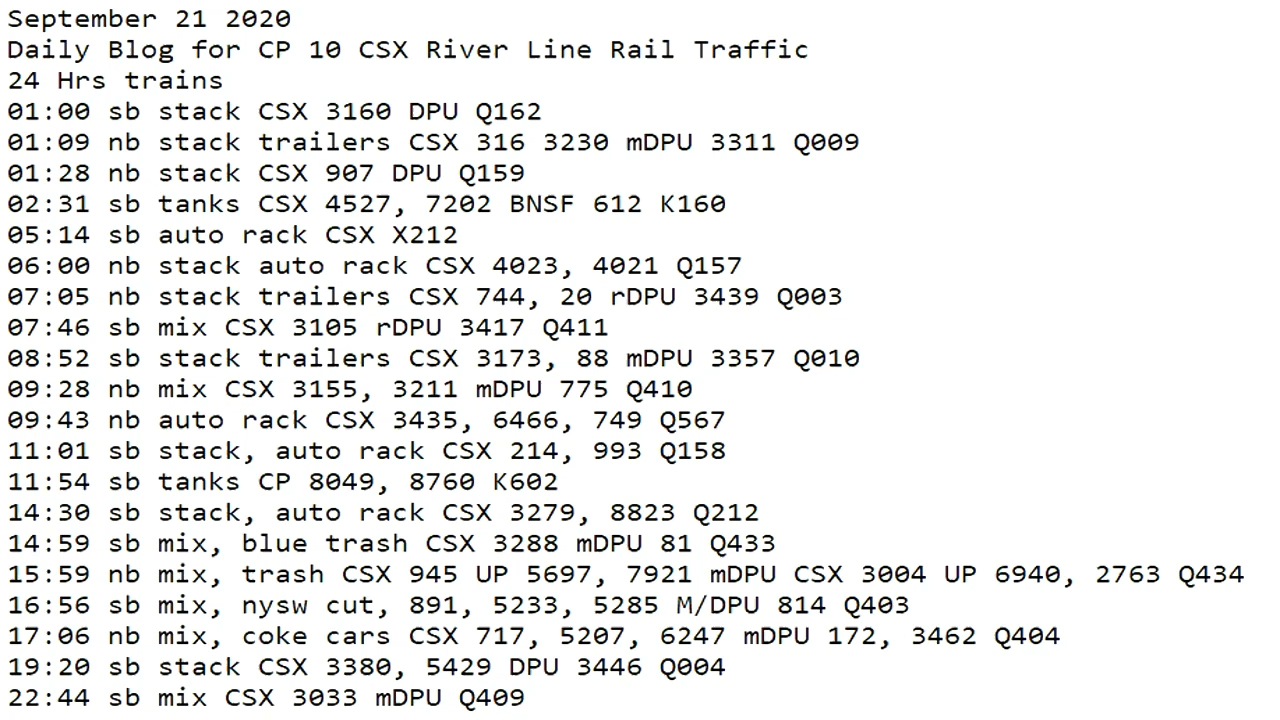 September 21 2020
Daily Blog for CP 10 CSX River Line Rail Traffic
24 Hrs trains
01:00 sb stack CSX 3160 DPU Q162
01:09 nb stack trailers CSX 316 3230 mDPU 3311 Q009
01:28 nb stack CSX 907 DPU Q159
02:31 sb tanks CSX 4527, 7202 BNSF 612 K160
05:14 sb auto rack CSX X212
06:00 nb stack auto rack CSX 4023, 4021 Q157
07:05 nb stack trailers CSX 744, 20 rDPU 3439 Q003
07:46 sb mix CSX 3105 rDPU 3417 Q411
08:52 sb stack trailers CSX 3173, 88 mDPU 3357 Q010
09:28 nb mix CSX 3155, 3211 mDPU 775 Q410
09:43 nb auto rack CSX 3435, 6466, 749 Q567
11:01 sb stack, auto rack CSX 214, 993 Q158
11:54 sb tanks CP 8049, 8760 K602
14:30 sb stack, auto rack CSX 3279, 8823 Q212
14:59 sb mix, blue trash CSX 3288 mDPU 81 Q433
15:59 nb mix, trash CSX 945 UP 5697, 7921 mDPU CSX 3004 UP 6940, 2763 Q434
16:56 sb mix, nysw cut, 891, 5233, 5285 M/DPU 814 Q403
17:06 nb mix, coke cars CSX 717, 5207, 6247 mDPU 172, 3462 Q404
19:20 sb stack CSX 3380, 5429 DPU 3446 Q004
22:44 sb mix CSX 3033 mDPU Q409